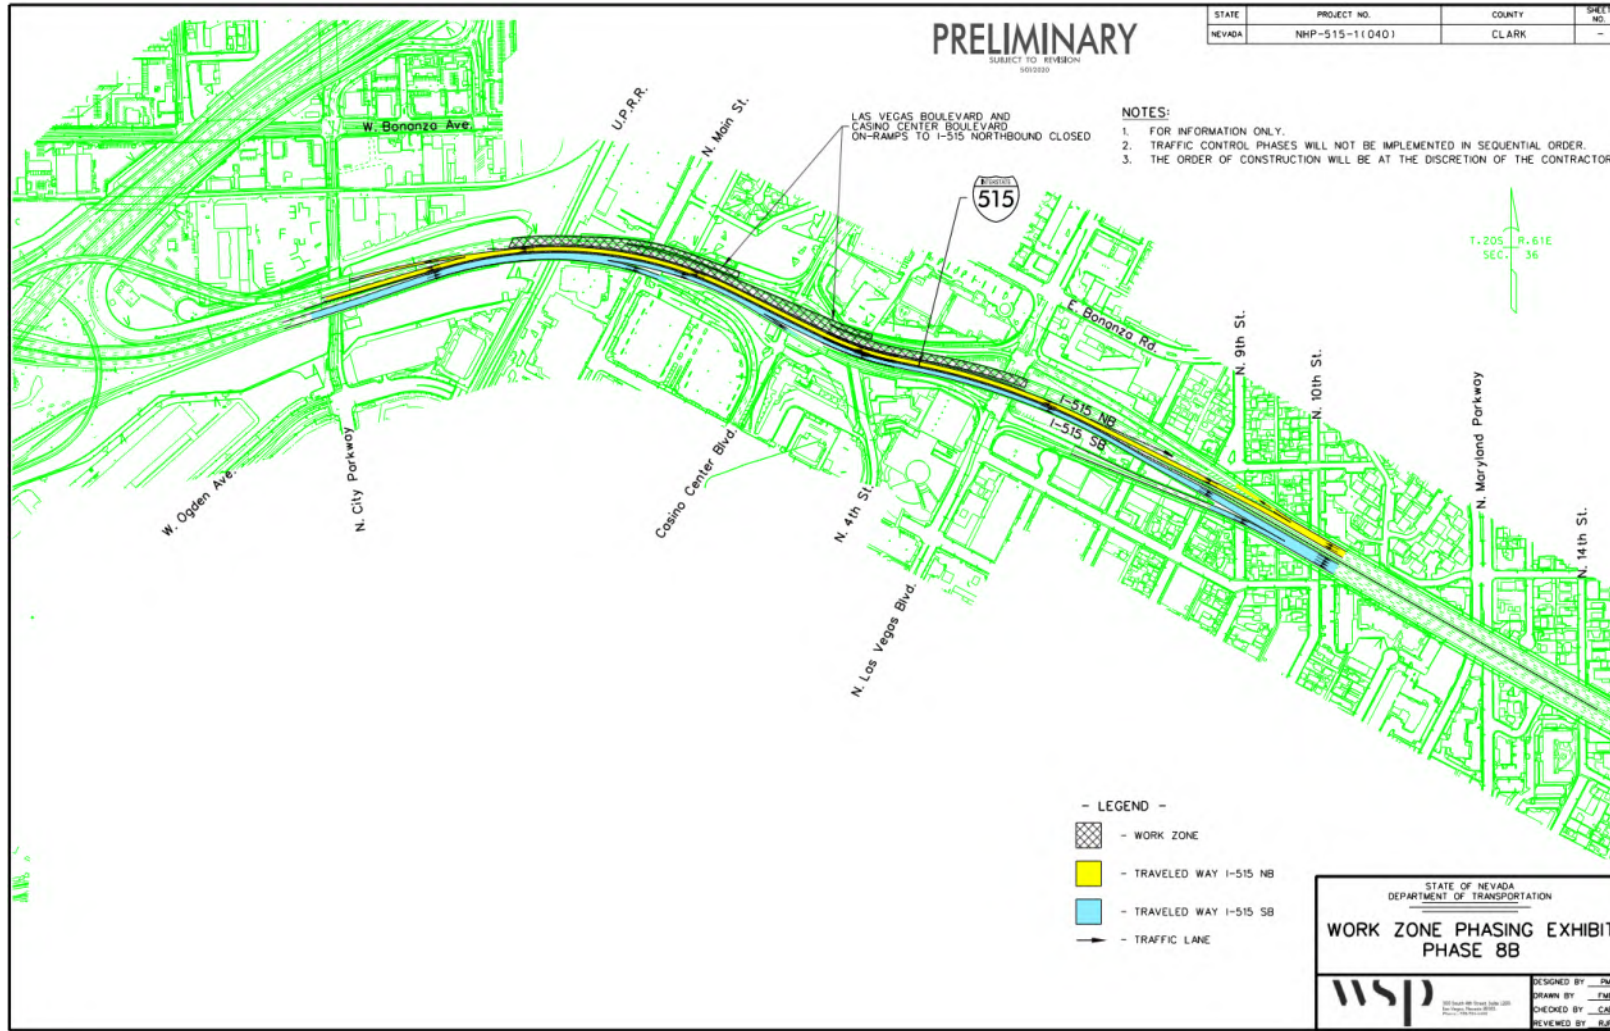 PRELIMINARY
SUBJECT TO REVISION
STATE PROJECT NO. COUNTY SHEET NO.
NEVADA NHP-515-1(040) CLARK -
NOTES:
1. FOR INFORMATION ONLY.
2. TRAFFIC CONTROL PHASES WILL NOT BE IMPLEMENTED IN SEQUENTIAL ORDER.
3. THE ORDER OF CONSTRUCTION WILL BE AT THE DISCRETION OF THE CONTRACTOR
LAS VEGAS BOULEVARD AND
CASINO CENTER BOULEVARD
ON-RAMPS TO I-515 NORTHBOUND CLOSED
INTERSTATE
515
T.20S R.61E
SEC. 36
W. Bonanza Ave.
U.P.R.R.
N. Main St.
E. Bonanza Rd.
N. 9th St.
N. 10th St.
N. Maryland Parkway
N. 14th St.
I-515 NB
I-515 SB
W. Ogden Ave.
N. City Parkway
Casino Center Blvd.
N. 4th St.
N. Las Vegas Blvd.
- LEGEND -
- WORK ZONE
- TRAVELED WAY I-515 NB
- TRAVELED WAY I-515 SB
- TRAFFIC LANE
STATE OF NEVADA
DEPARTMENT OF TRANSPORTATION
WORK ZONE PHASING EXHIBIT
PHASE 8B
wsp
DESIGNED BY
DRAWN BY
CHECKED BY
REVIEWED BY